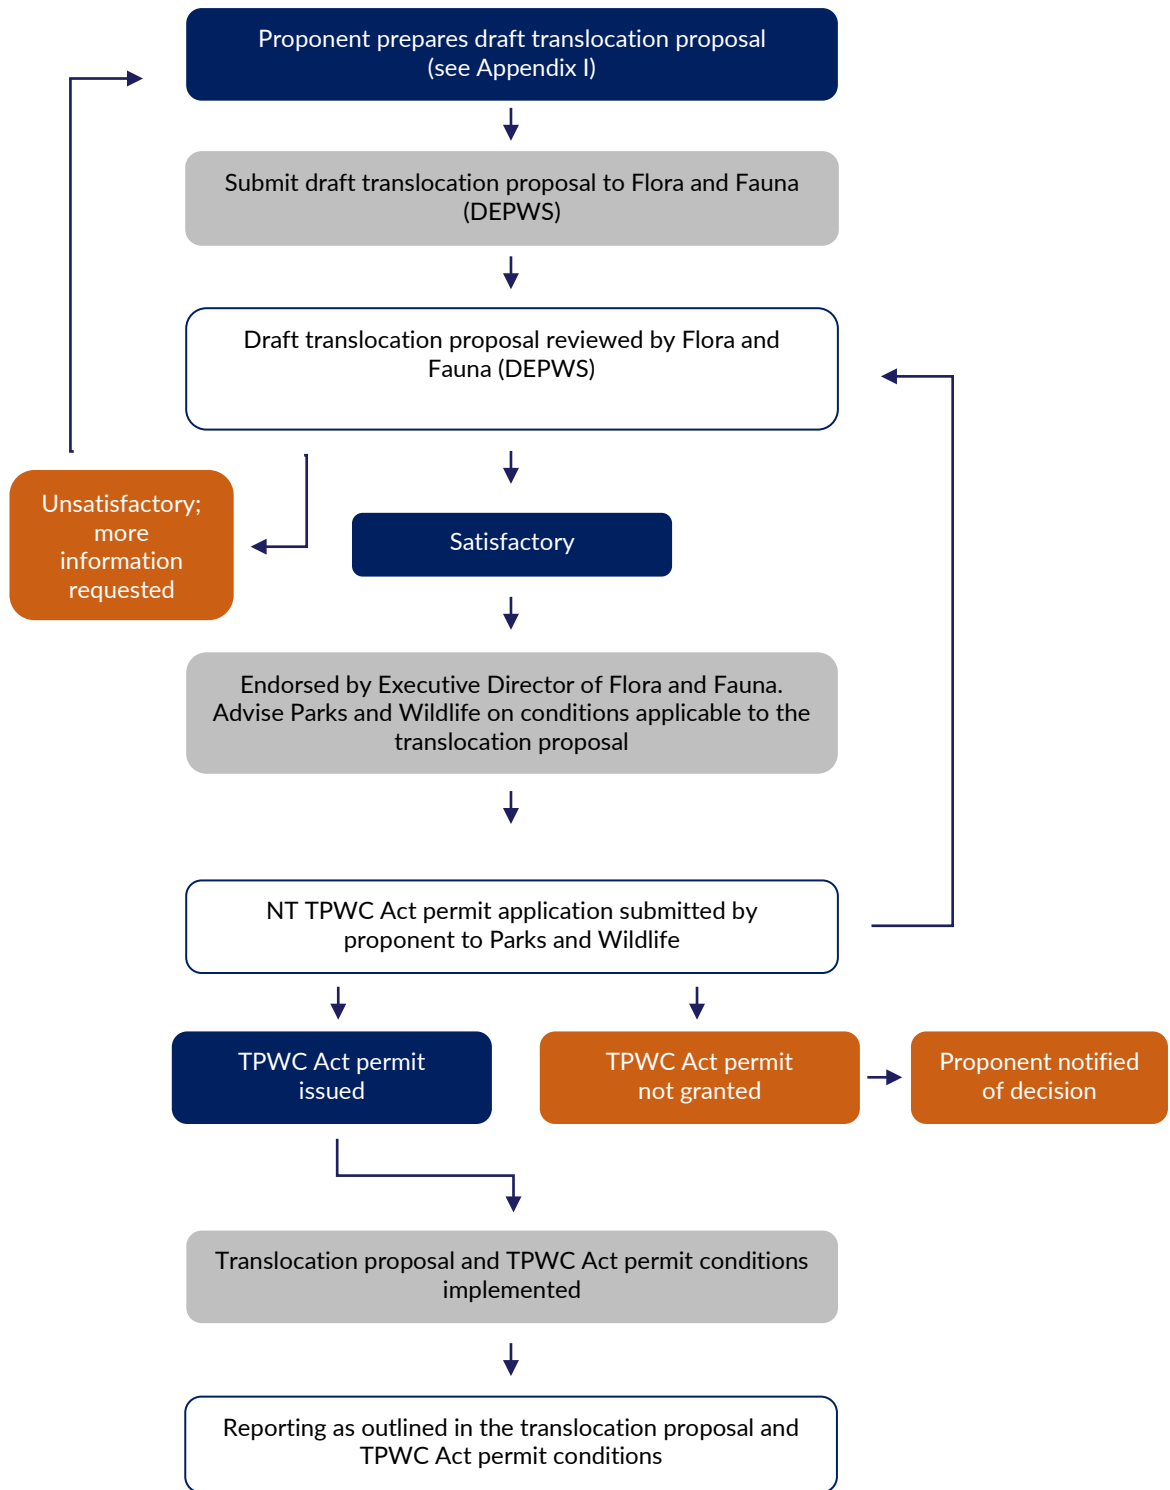 Proponent prepares draft translocation proposal
(see Appendix I)
Submit draft translocation proposal to Flora and Fauna
(DEPWS)
Draft translocation proposal reviewed by Flora and
Fauna (DEPWS)
Unsatisfactory;
more
information
requested
Satisfactory
Endorsed by Executive Director of Flora and Fauna.
Advise Parks and Wildlife on conditions applicable to the
translocation proposal
NT TPWC Act permit application submitted by
proponent to Parks and Wildlife
TPWC Act permit
issued
TPWC Act permit
not granted
Proponent notified
of decision
Translocation proposal and TPWC Act permit conditions
implemented
Reporting as outlined in the translocation proposal and
TPWC Act permit conditions